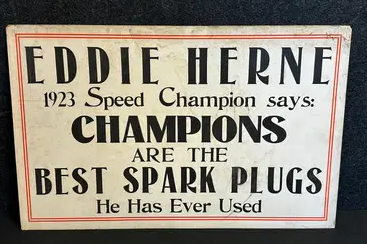 EDDIE HERNE
1923 Speed Champion says:
CHAMPIONS
ARE THE
BEST SPARK PLUGS
He Has Ever Used